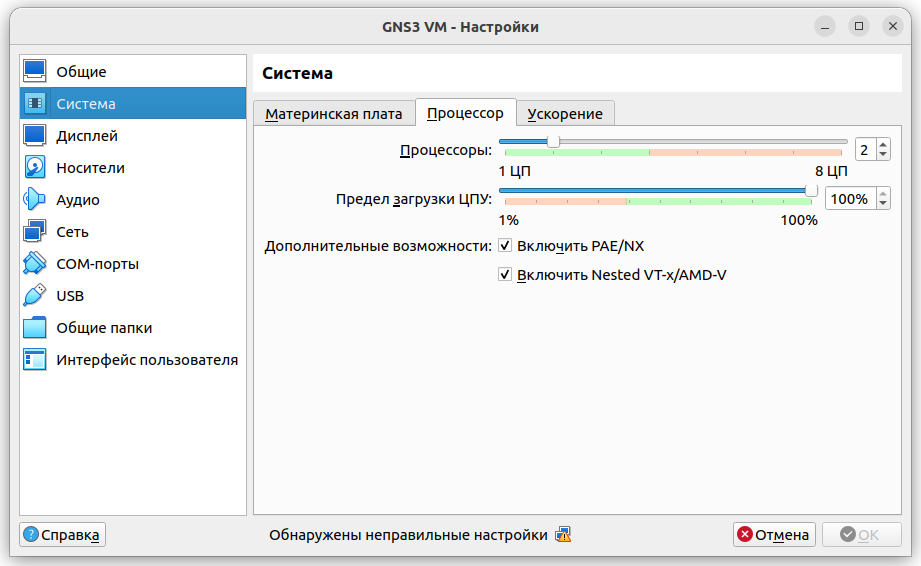 GNS3 VM - Настройки
Общие
Система
Дисплей
Носители
Аудио
Сеть
COM-порты
USB
Общие папки
Интерфейс пользователя
Система
Материнская плата Процессор Ускорение
Процессоры: 2
1 ЦП 8 ЦП
Предел загрузки ЦПУ: 100%
1% 100%
Дополнительные возможности: Включить PAE/NX
Включить Nested VT-x/AMD-V
Справка Обнаружены неправильные настройки Отмена OK